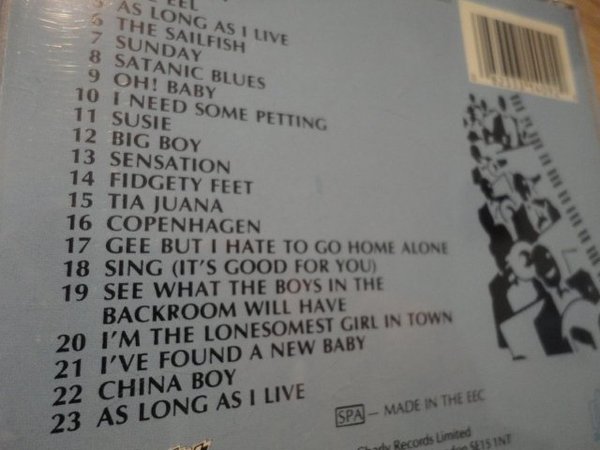 5 AS LONG AS I LIVE
6 THE SAILFISH
7 SUNDAY
8 SATANIC BLUES
9 OH! BABY
10 I NEED SOME PETTING
11 SUSIE
12 BIG BOY
13 SENSATION
14 FIDGETY FEET
15 TIA JUANA
16 COPENHAGEN
17 GEE BUT I HATE TO GO HOME ALONE
18 SING (IT'S GOOD FOR YOU)
19 SEE WHAT THE BOYS IN THE
BACKROOM WILL HAVE
20 I'M THE LONESOMEST GIRL IN TOWN
21 I'VE FOUND A NEW BABY
22 CHINA BOY
23 AS LONG AS I LIVE
SPA — MADE IN THE EEC
Records Limited
SE15 1NT